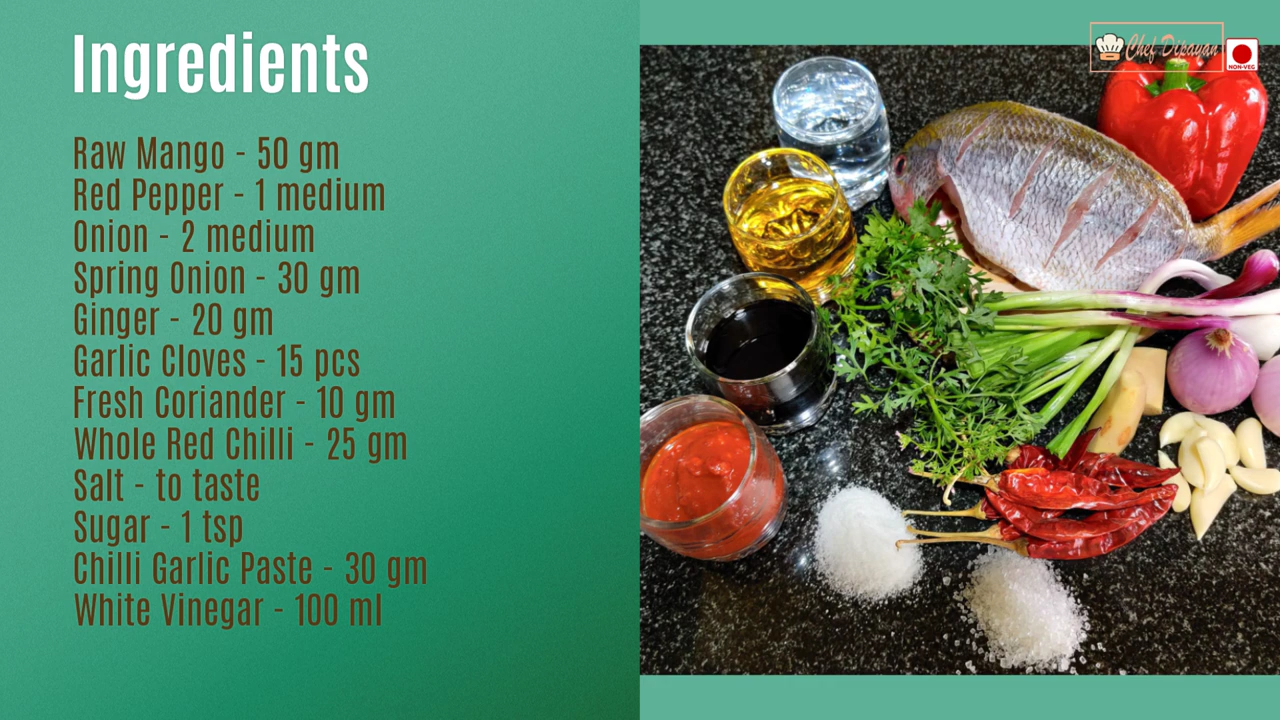 Ingredients
Raw Mango - 50 gm
Red Pepper - 1 medium
Onion - 2 medium
Spring Onion - 30 gm
Ginger - 20 gm
Garlic Cloves - 15 pcs
Fresh Coriander - 10 gm
Whole Red Chilli - 25 gm
Salt - to taste
Sugar - 1 tsp
Chilli Garlic Paste - 30 gm
White Vinegar - 100 ml
Chef Dipayan
NON-VEG